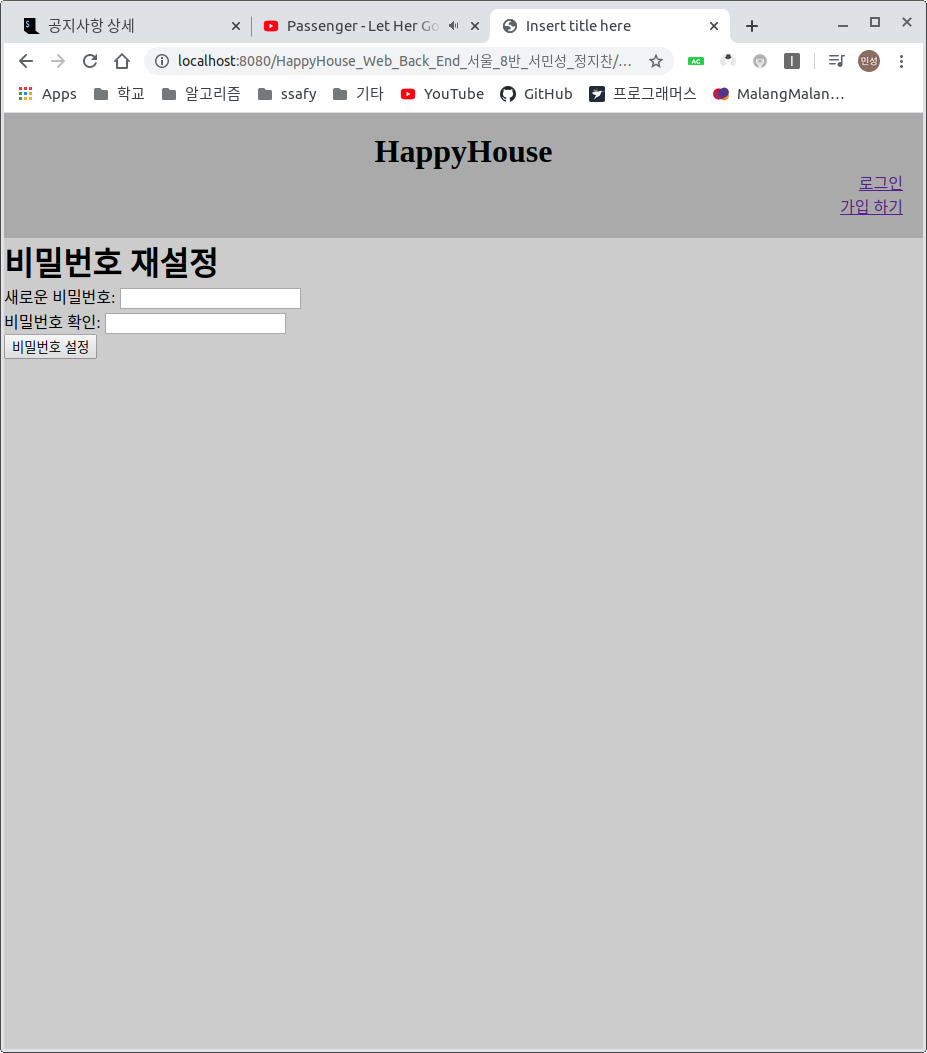 공지사항 상세
Passenger - Let Her Go
Insert title here
localhost:8080/HappyHouse_Web_Back_End_서울_8반_서민성_정지찬/...
AC
민성
Apps 학교 알고리즘 ssafy 기타 YouTube GitHub 프로그래머스 MalangMalan...
HappyHouse
로그인
가입 하기
비밀번호 재설정
새로운 비밀번호:
비밀번호 확인:
비밀번호 설정